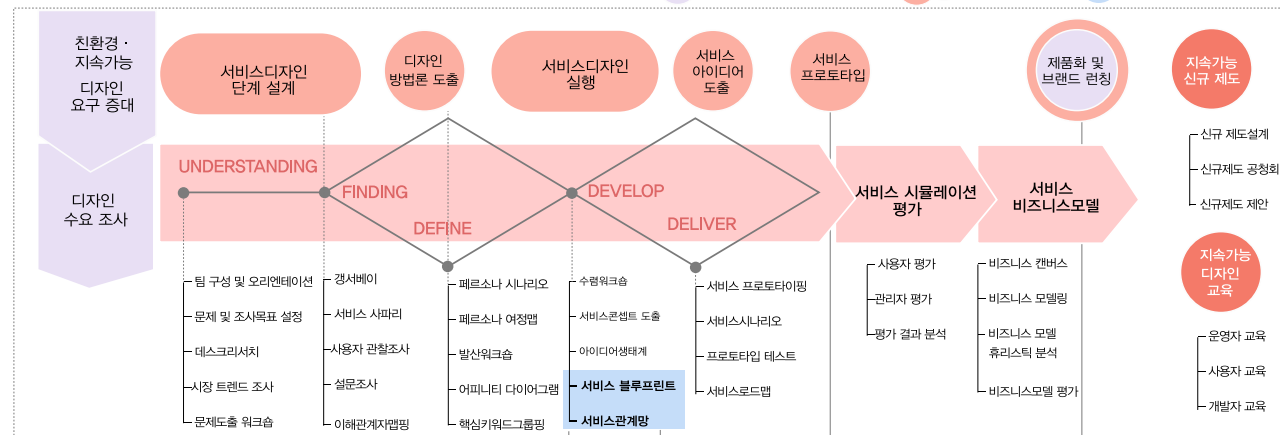 친환경 ·
지속가능
디자인
요구 증대
서비스디자인
단계 설계
디자인
방법론 도출
서비스디자인
실행
서비스
아이디어
도출
서비스
프로토타입
제품화 및
브랜드 런칭
지속가능
신규 제도
신규 제도설계
신규제도 공청회
신규제도 제안
디자인
수요 조사
UNDERSTANDING
FINDING
DEFINE
DEVELOP
DELIVER
서비스 시뮬레이션
평가
서비스
비즈니스모델
지속가능
디자인
교육
팀 구성 및 오리엔테이션
문제 및 조사목표 설정
데스크리서치
시장 트렌드 조사
문제도출 워크숍
갱서베이
서비스 사파리
사용자 관찰조사
설문조사
이해관계자맵핑
페르소나 시나리오
페르소나 여정맵
발산워크숍
어피니티 다이어그램
핵심키워드그룹핑
수렴워크숍
서비스콘셉트 도출
아이디어생태계
서비스 블루프린트
서비스관계망
서비스 프로토타이핑
서비스시나리오
프로토타입 테스트
서비스로드맵
사용자 평가
관리자 평가
평가 결과 분석
비즈니스 캔버스
비즈니스 모델링
비즈니스 모델
휴리스틱 분석
비즈니스모델 평가
운영자 교육
사용자 교육
개발자 교육